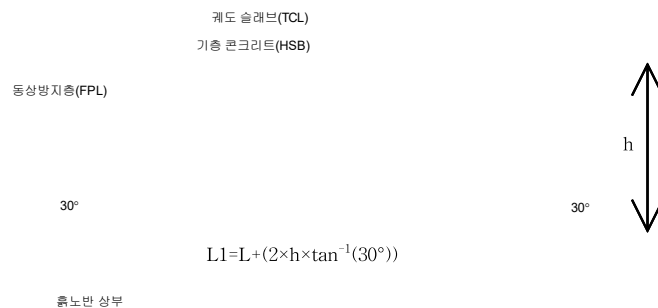 궤도 슬래브(TCL)
기층 콘크리트(HSB)
동상방지층(FPL)
h
30° 30°
L1=L+(2×h×tan⁻¹(30°))
흙노반 상부